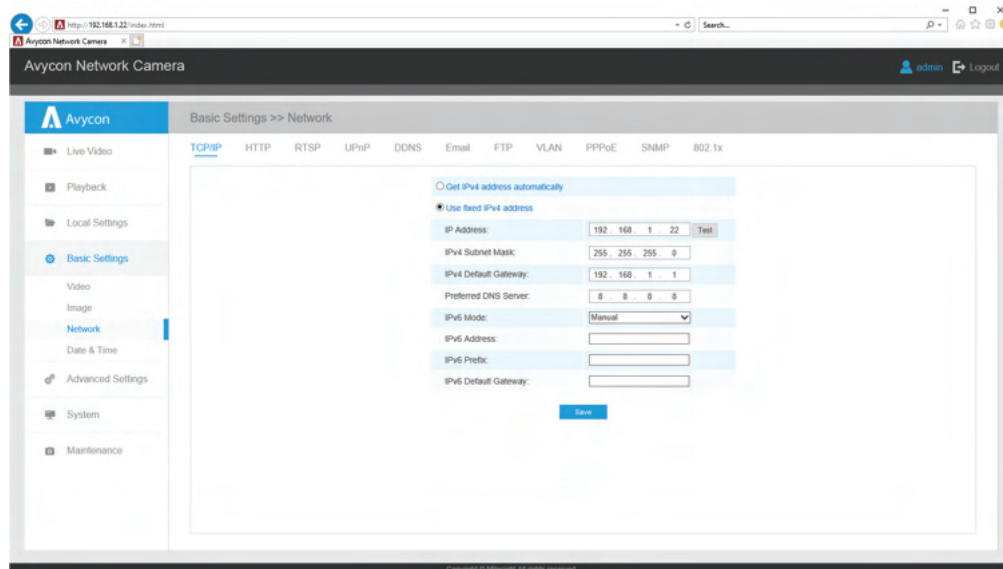 http://192.168.1.22/index.html
Search...
Avycon Network Camera
Avycon Network Camera
admin
Logout
Avycon
Basic Settings >> Network
Live Video
Playback
Local Settings
Basic Settings
Video
Image
Network
Date & Time
Advanced Settings
System
Maintenance
TCP/IP HTTP RTSP UPnP DDNS Email FTP VLAN PPPoE SNMP 802.1x
Get IPv4 address automatically
Use fixed IPv4 address
IP Address: 192 . 168 . 1 . 22 Test
IPv4 Subnet Mask: 255 . 255 . 255 . 0
IPv4 Default Gateway: 192 . 168 . 1 . 1
Preferred DNS Server: 8 . 8 . 8 . 8
IPv6 Mode: Manual
IPv6 Address:
IPv6 Prefix:
IPv6 Default Gateway:
Save